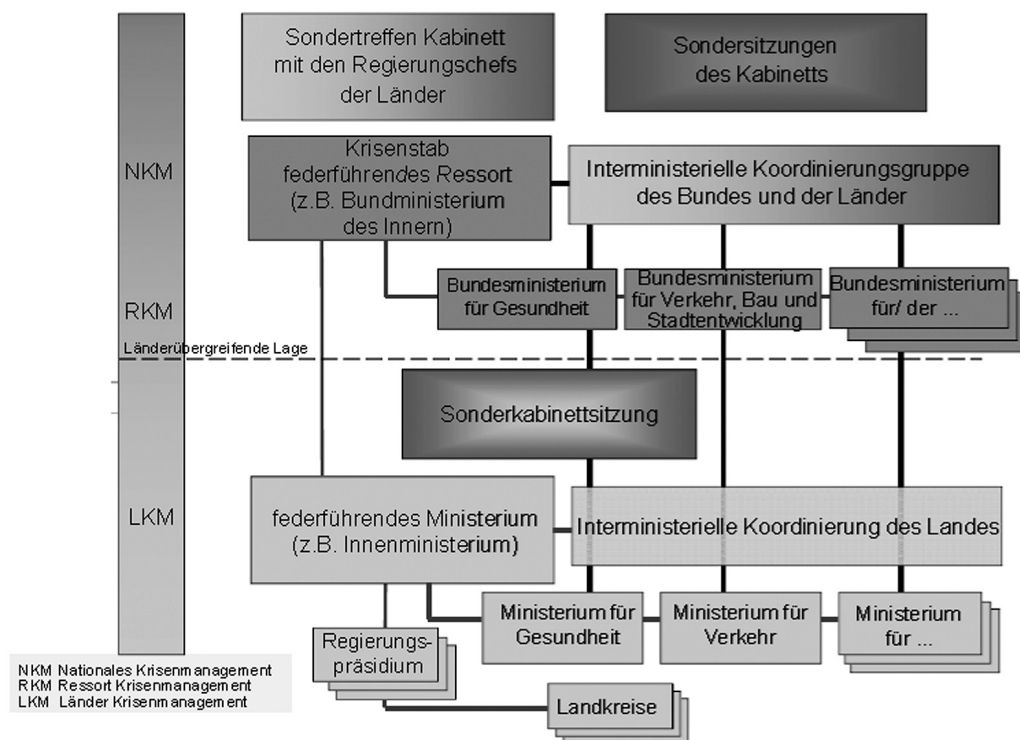 Sondertreffen Kabinett
mit den Regierungschefs
der Länder
Sondersitzungen
des Kabinetts
NKM
Krisenstab
federführendes Ressort
(z.B. Bundministerium
des Innern)
Interministerielle Koordinierungsgruppe
des Bundes und der Länder
RKM
Bundesministerium
für Gesundheit
Bundesministerium
für Verkehr, Bau und
Stadtentwicklung
Bundesministerium
für/ der ...
Länderübergreifende Lage
Sonderkabinettsitzung
LKM
federführendes Ministerium
(z.B. Innenministerium)
Interministerielle Koordinierung des Landes
Ministerium für
Gesundheit
Ministerium für
Verkehr
Ministerium
für ...
Regierungs-
präsidium
Landkreise
NKM Nationales Krisenmanagement
RKM Ressort Krisenmanagement
LKM Länder Krisenmanagement